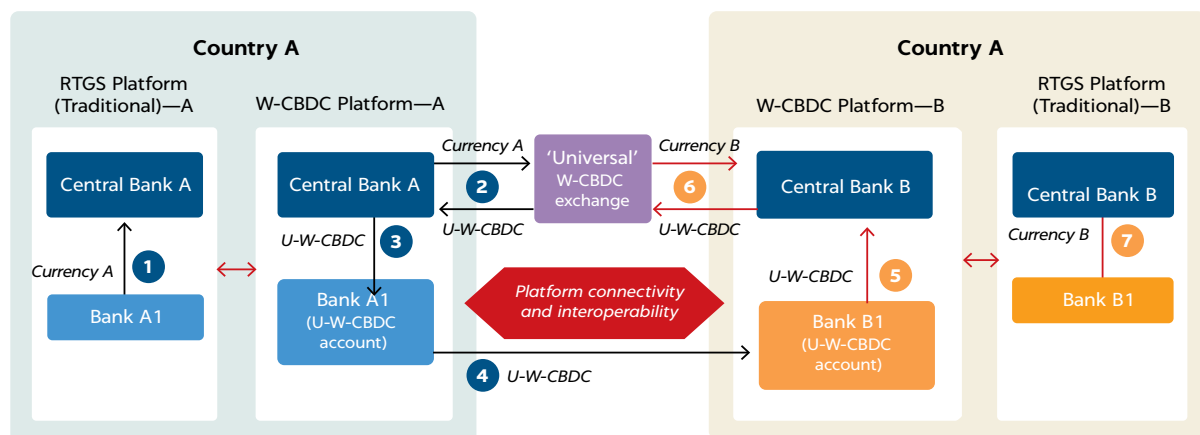 Country A
RTGS Platform
(Traditional)—A
W-CBDC Platform—A
Central Bank A
Currency A
1
Bank A1
Central Bank A
3
U-W-CBDC
Bank A1
(U-W-CBDC
account)
Currency A
2
U-W-CBDC
'Universal'
W-CBDC
exchange
Currency B
6
U-W-CBDC
Platform connectivity
and interoperability
4
U-W-CBDC
Country A
W-CBDC Platform—B
RTGS Platform
(Traditional)—B
Central Bank B
U-W-CBDC
5
Bank B1
(U-W-CBDC
account)
Central Bank B
Currency B
7
Bank B1